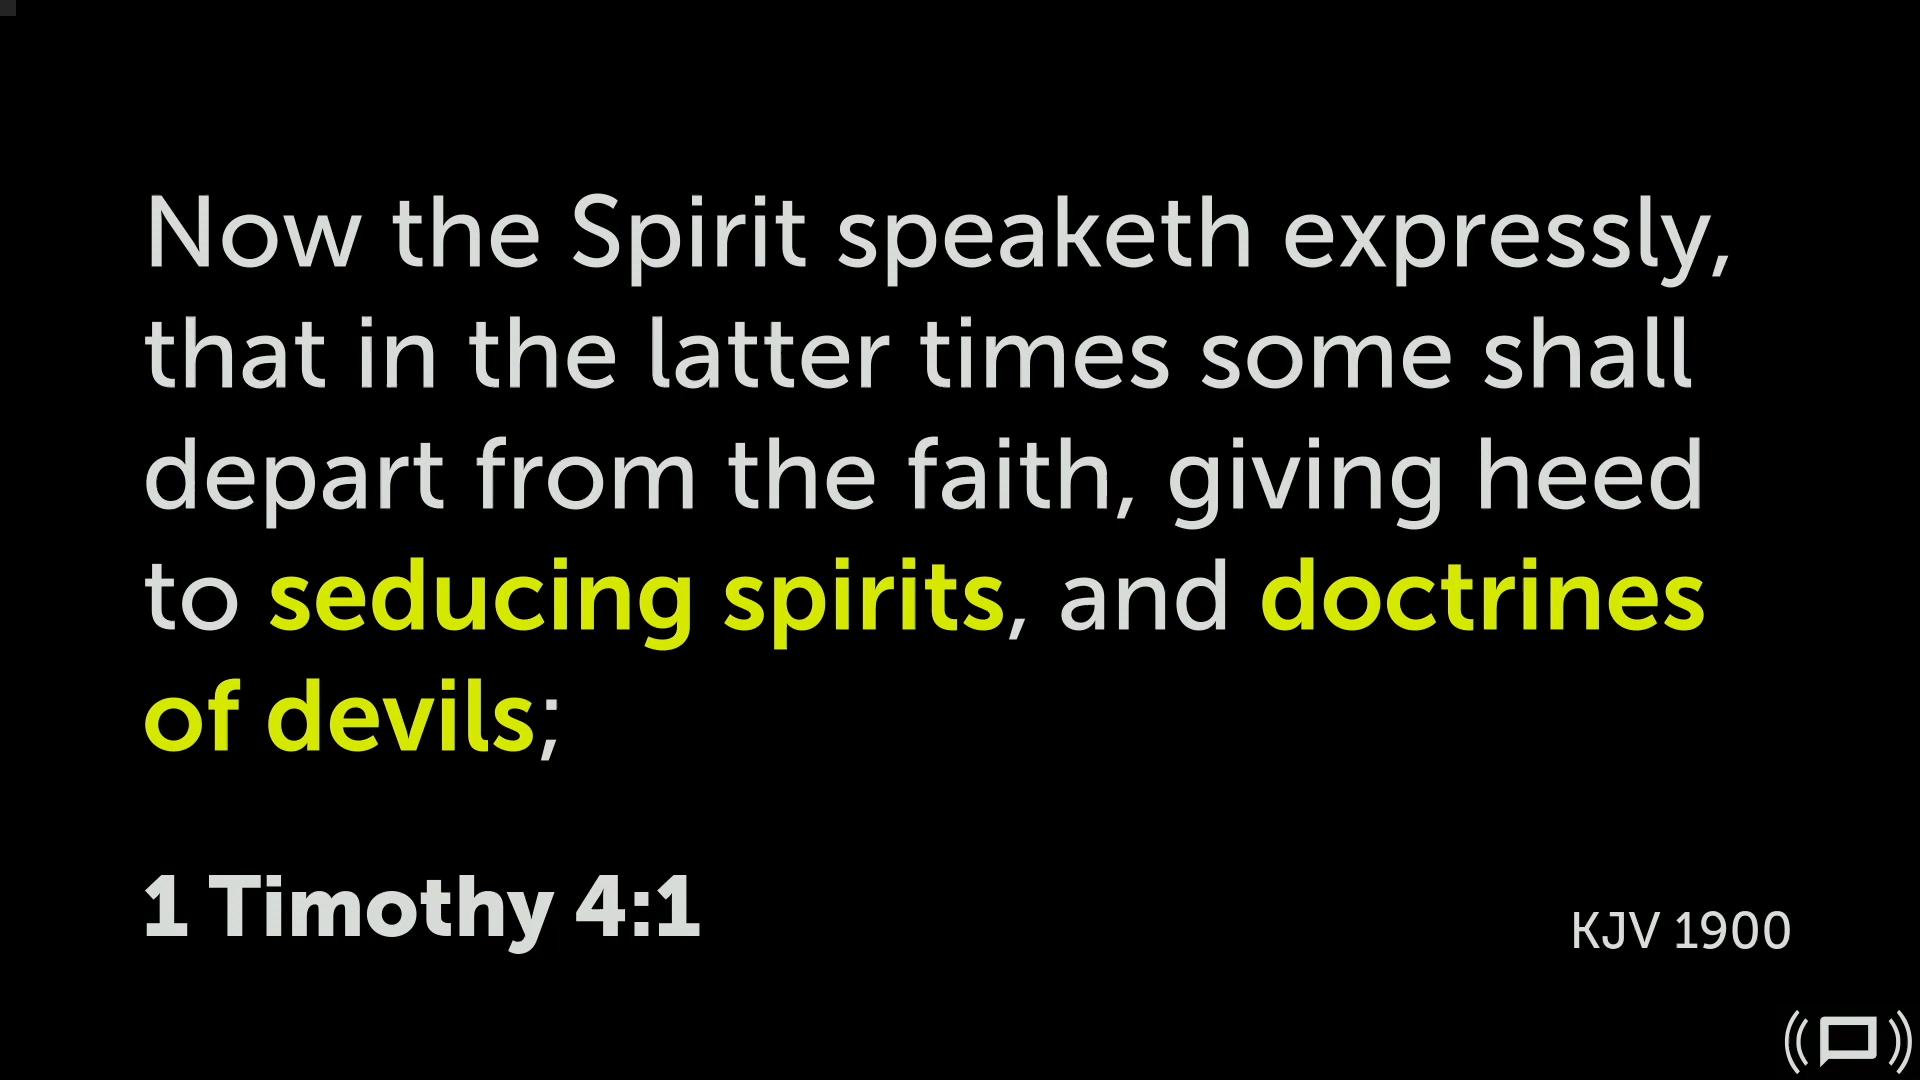 Now the Spirit speaketh expressly,
that in the latter times some shall
depart from the faith, giving heed
to seducing spirits, and doctrines
of devils;
1 Timothy 4:1
KJV 1900